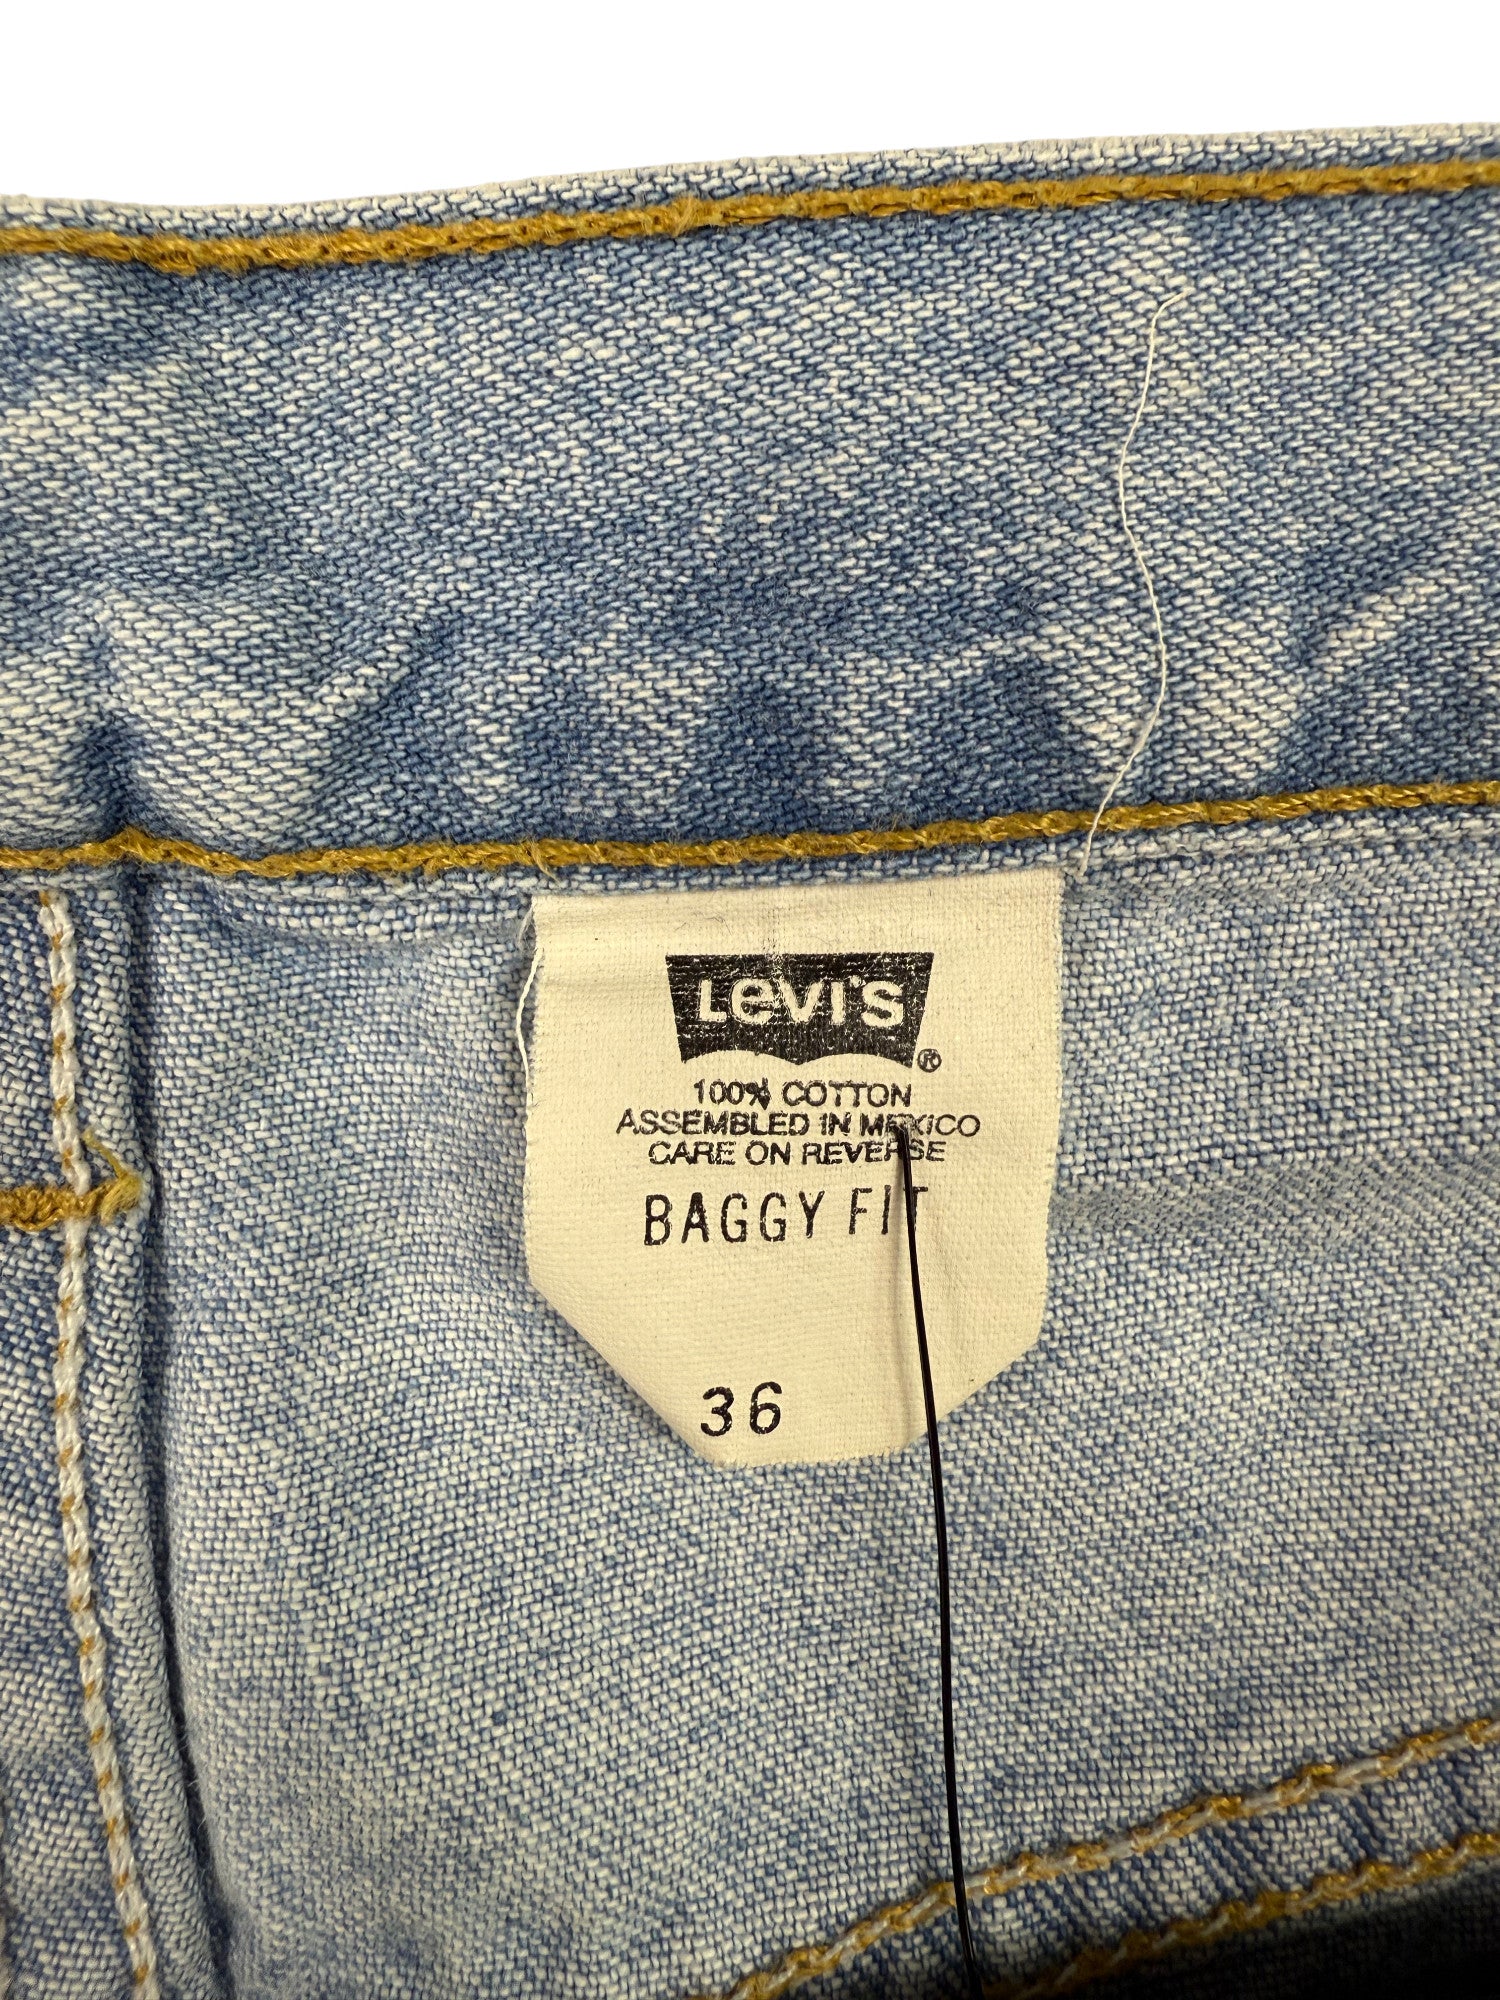 Levi's ®
100% COTTON
ASSEMBLED IN MEXICO
CARE ON REVERSE
BAGGY FIT
36